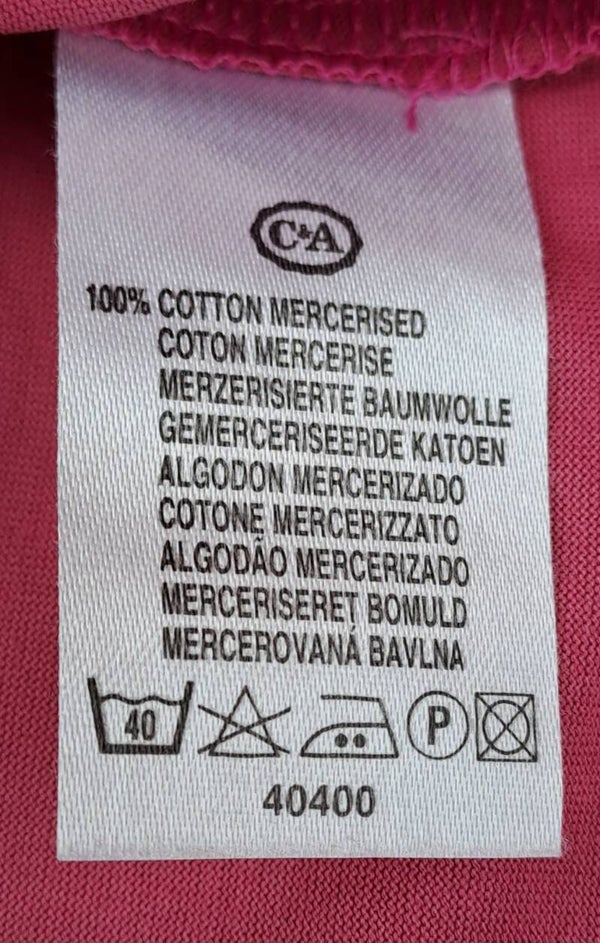 C&A
100% COTTON MERCERISED
COTON MERCERISE
MERZERISIERTE BAUMWOLLE
GEMERCERISEERDE KATOEN
ALGODON MERCERIZADO
COTONE MERCERIZZATO
ALGODÃO MERCERIZADO
MERCERISERET BOMULD
MERCEROVANÁ BAVLNA
40 P
40400